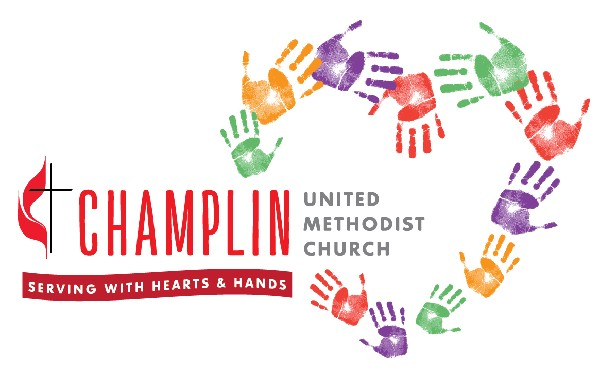 CHAMPLIN
UNITED
METHODIST
CHURCH
SERVING WITH HEARTS & HANDS